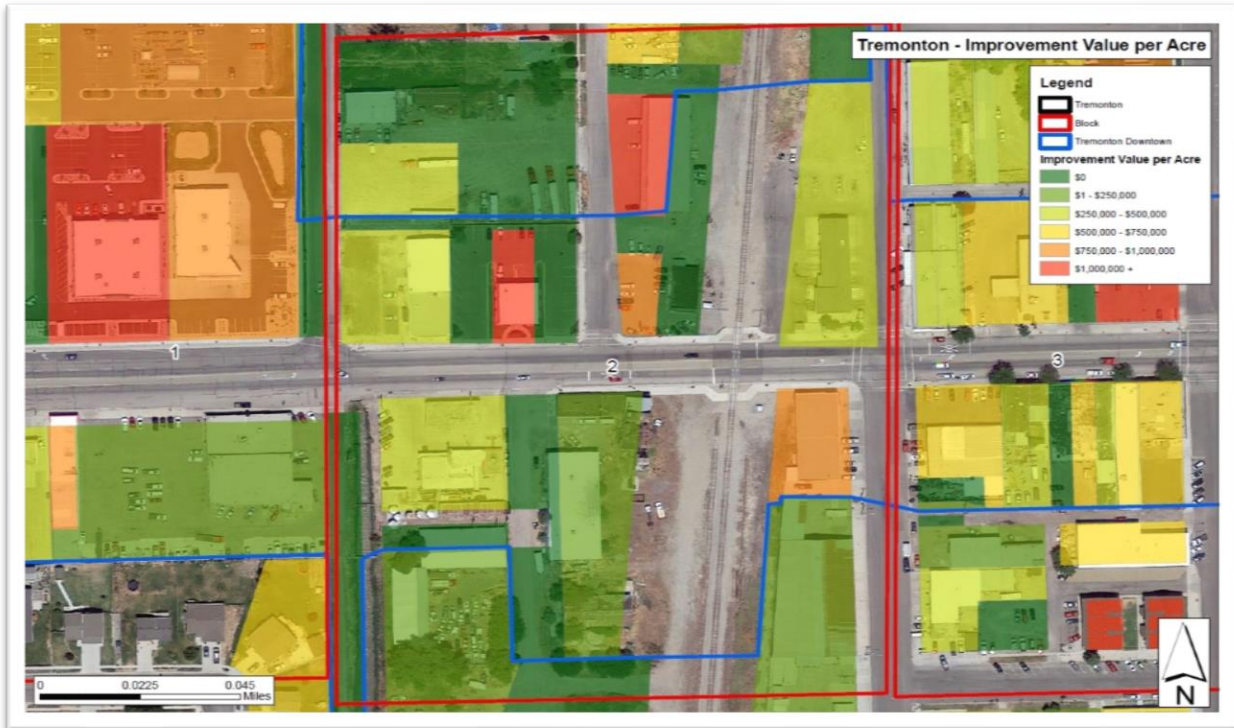 Tremonton - Improvement Value per Acre
Legend
Tremonton
Block
Tremonton Downtown
Improvement Value per Acre
$0
$1 - $250,000
$250,000 - $500,000
$500,000 - $750,000
$750,000 - $1,000,000
$1,000,000 +
1
2
3
0 0.0225 0.045
Miles
N